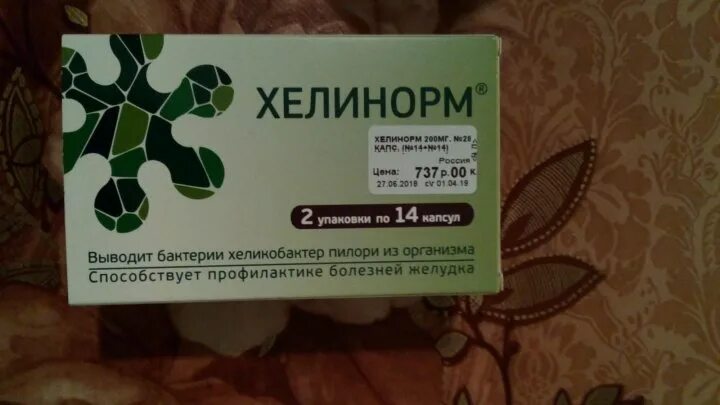 ХЕЛИНОРМ®
ХЕЛИНОРМ 200МГ. №28
КАПС. (№14+№14)
Россия
Цена: 737 р.00 к
27.06.2018 с/г 01.04.19
2 упаковки по 14 капсул
Выводит бактерии хеликобактер пилори из организма
Способствует профилактике болезней желудка